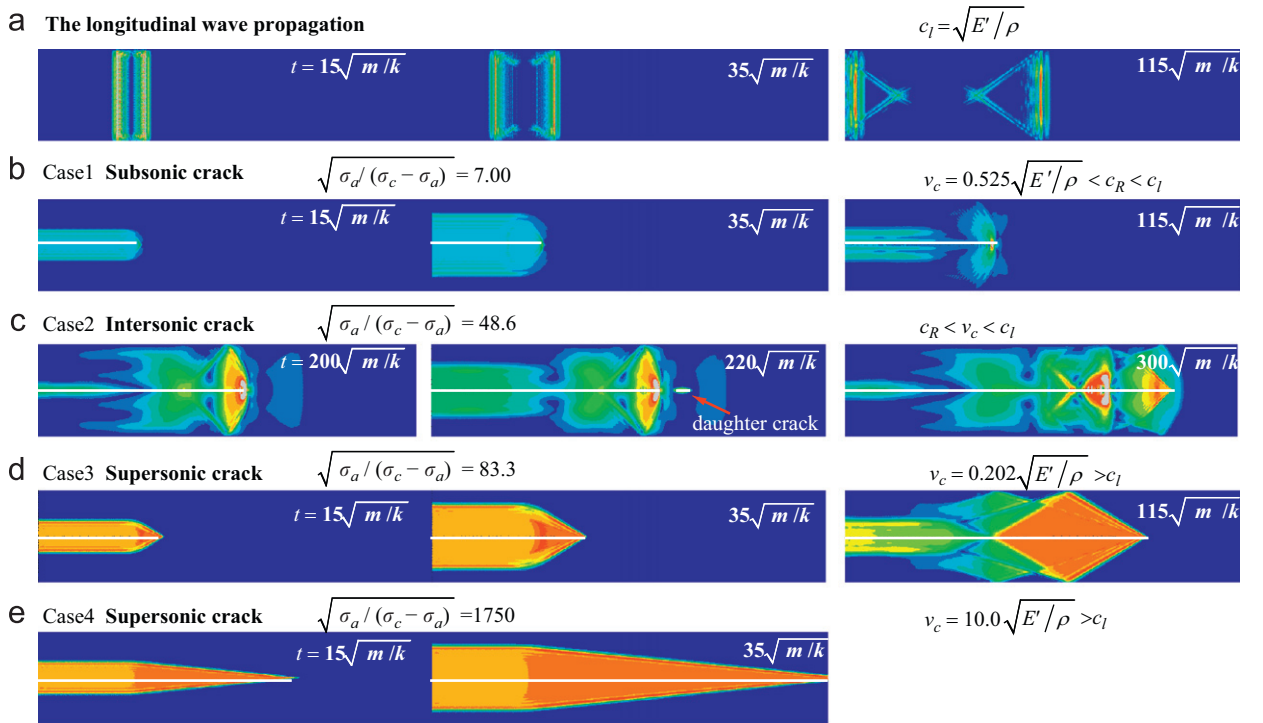 a The longitudinal wave propagation c_l = √(E′/ρ)
t = 15√(m/k) 35√(m/k) 115√(m/k)
b Case1 Subsonic crack √(σ_a/(σ_c − σ_a)) = 7.00 v_c = 0.525√(E′/ρ) < c_R < c_l
t = 15√(m/k) 35√(m/k) 115√(m/k)
c Case2 Intersonic crack √(σ_a/(σ_c − σ_a)) = 48.6 c_R < v_c < c_l
t = 200√(m/k) 220√(m/k) 300√(m/k)
daughter crack
d Case3 Supersonic crack √(σ_a/(σ_c − σ_a)) = 83.3 v_c = 0.202√(E′/ρ) > c_l
t = 15√(m/k) 35√(m/k) 115√(m/k)
e Case4 Supersonic crack √(σ_a/(σ_c − σ_a)) =1750 v_c = 10.0√(E′/ρ) > c_l
t = 15√(m/k) 35√(m/k)